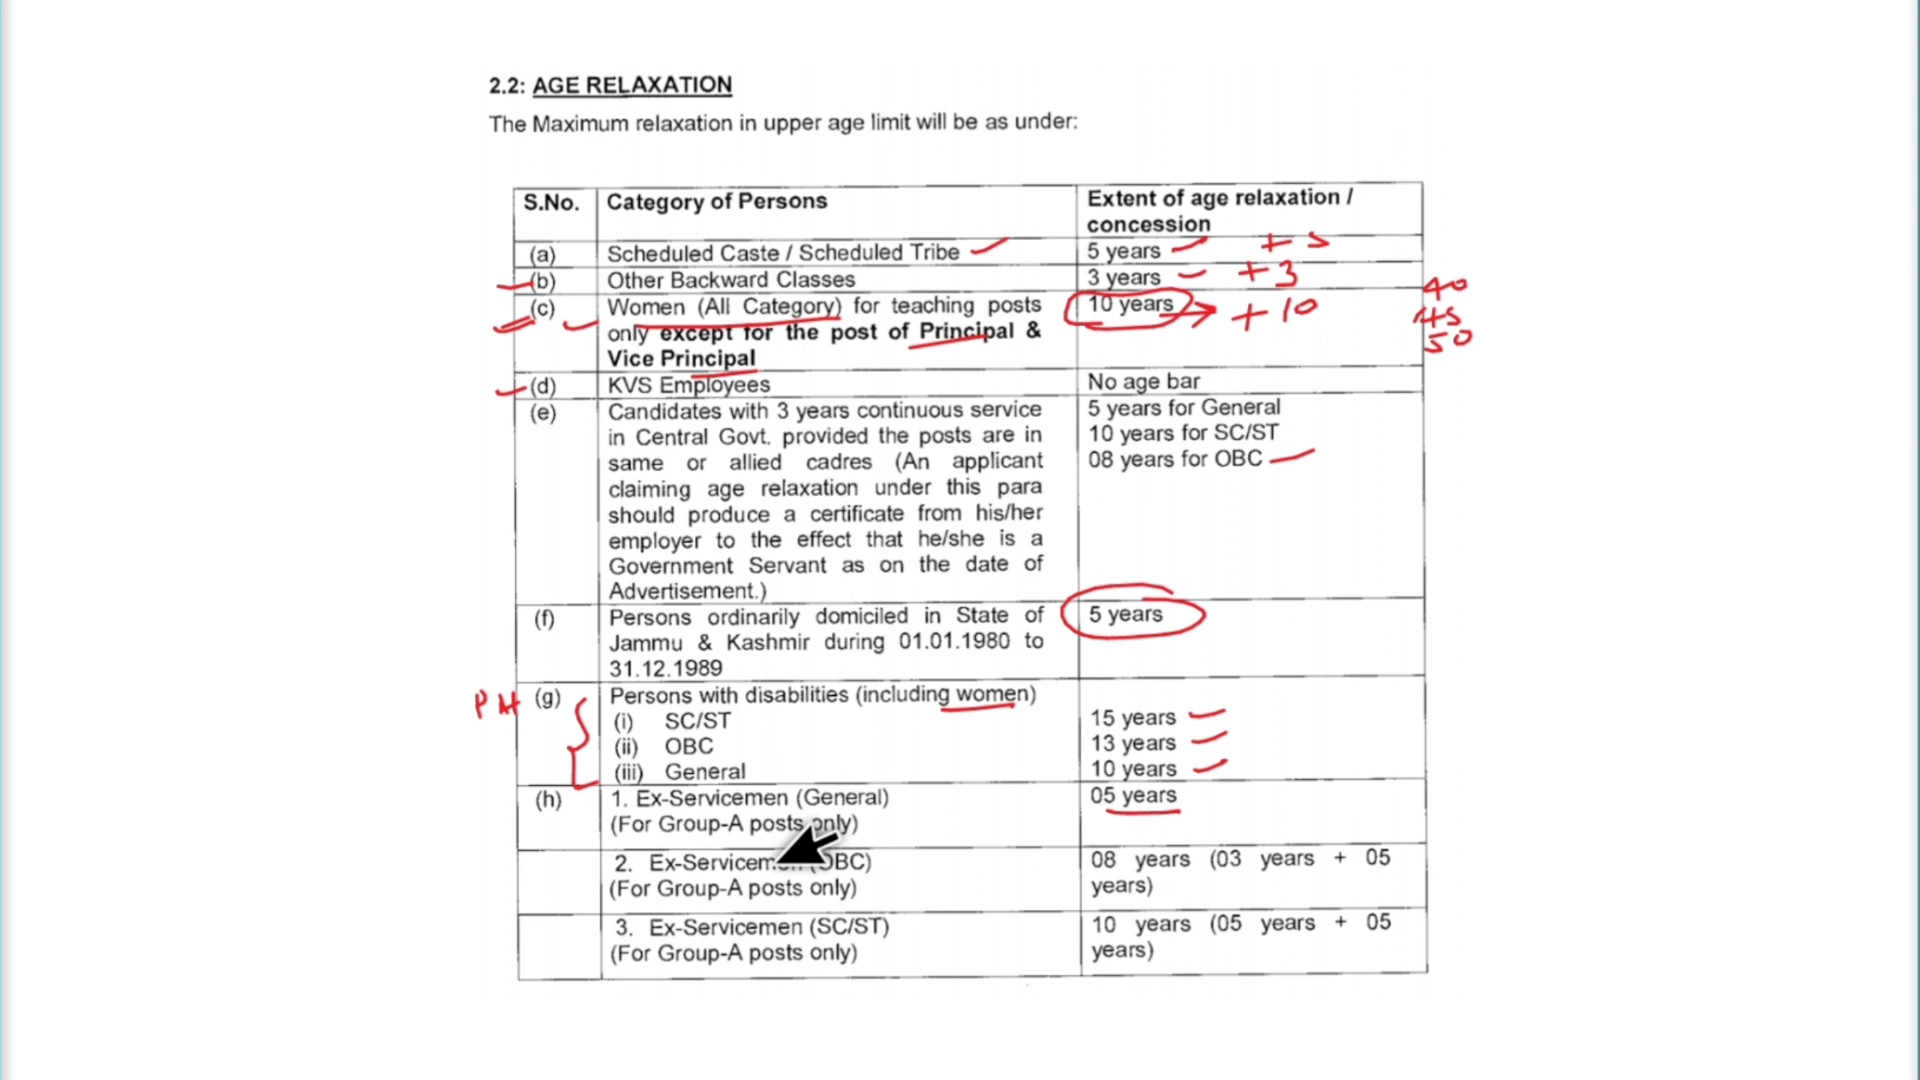 2.2: AGE RELAXATION
The Maximum relaxation in upper age limit will be as under:
S.No. Category of Persons Extent of age relaxation /
concession
(a) Scheduled Caste / Scheduled Tribe 5 years + 5
(b) Other Backward Classes 3 years + 3
(c) Women (All Category) for teaching posts 10 years + 10
only except for the post of Principal &
Vice Principal
40
45
50
(d) KVS Employees No age bar
(e) Candidates with 3 years continuous service 5 years for General
in Central Govt. provided the posts are in 10 years for SC/ST
same or allied cadres (An applicant 08 years for OBC
claiming age relaxation under this para
should produce a certificate from his/her
employer to the effect that he/she is a
Government Servant as on the date of
Advertisement.)
(f) Persons ordinarily domiciled in State of 5 years
Jammu & Kashmir during 01.01.1980 to
31.12.1989
PH (g) Persons with disabilities (including women)
(i) SC/ST 15 years
(ii) OBC 13 years
(iii) General 10 years
(h) 1. Ex-Servicemen (General) 05 years
(For Group-A posts only)
2. (OBC) 08 years (03 years + 05
(For Group-A posts only) years)
3. Ex-Servicemen (SC/ST) 10 years (05 years + 05
(For Group-A posts only) years)